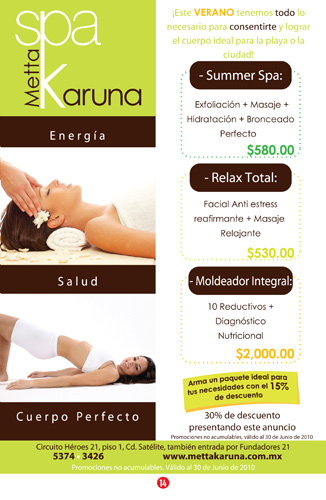 spa
Metta
Karuna
Energía
Salud
Cuerpo Perfecto
¡Este VERANO tenemos todo lo
necesario para consentirte y lograr
el cuerpo ideal para la playa o la
ciudad!
- Summer Spa:
Exfoliación + Masaje +
Hidratación + Bronceado
Perfecto
$580.00
- Relax Total:
Facial Anti estress
reafirmante + Masaje
Relajante
$530.00
- Moldeador Integral:
10 Reductivos +
Diagnóstico
Nutricional
$2,000.00
Arma un paquete ideal para
tus necesidades con el 15%
de descuento
30% de descuento
presentando este anuncio
Promociones no acumulables, válido al 30 de Junio de 2010
Circuito Héroes 21, piso 1, Cd. Satélite, también entrada por Fundadores 21
5374 · 3426 www.mettakaruna.com.mx
Promociones no acumulables. Válido al 30 de Junio de 2010
14